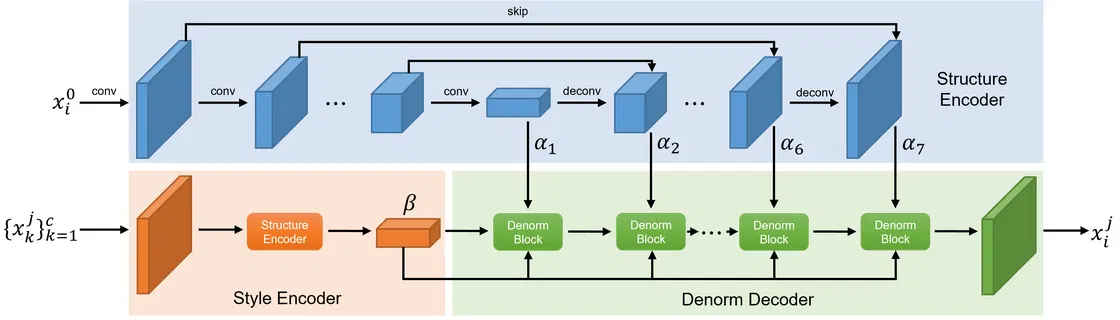 skip
Structure
Encoder
x_i^0
conv
conv
...
conv
deconv
...
deconv
α_1
α_2
α_6
α_7
{x_k^j}_{k=1}^c
Structure
Encoder
β
Denorm
Block
Denorm
Block
...
Denorm
Block
Denorm
Block
x_i^j
Style Encoder
Denorm Decoder